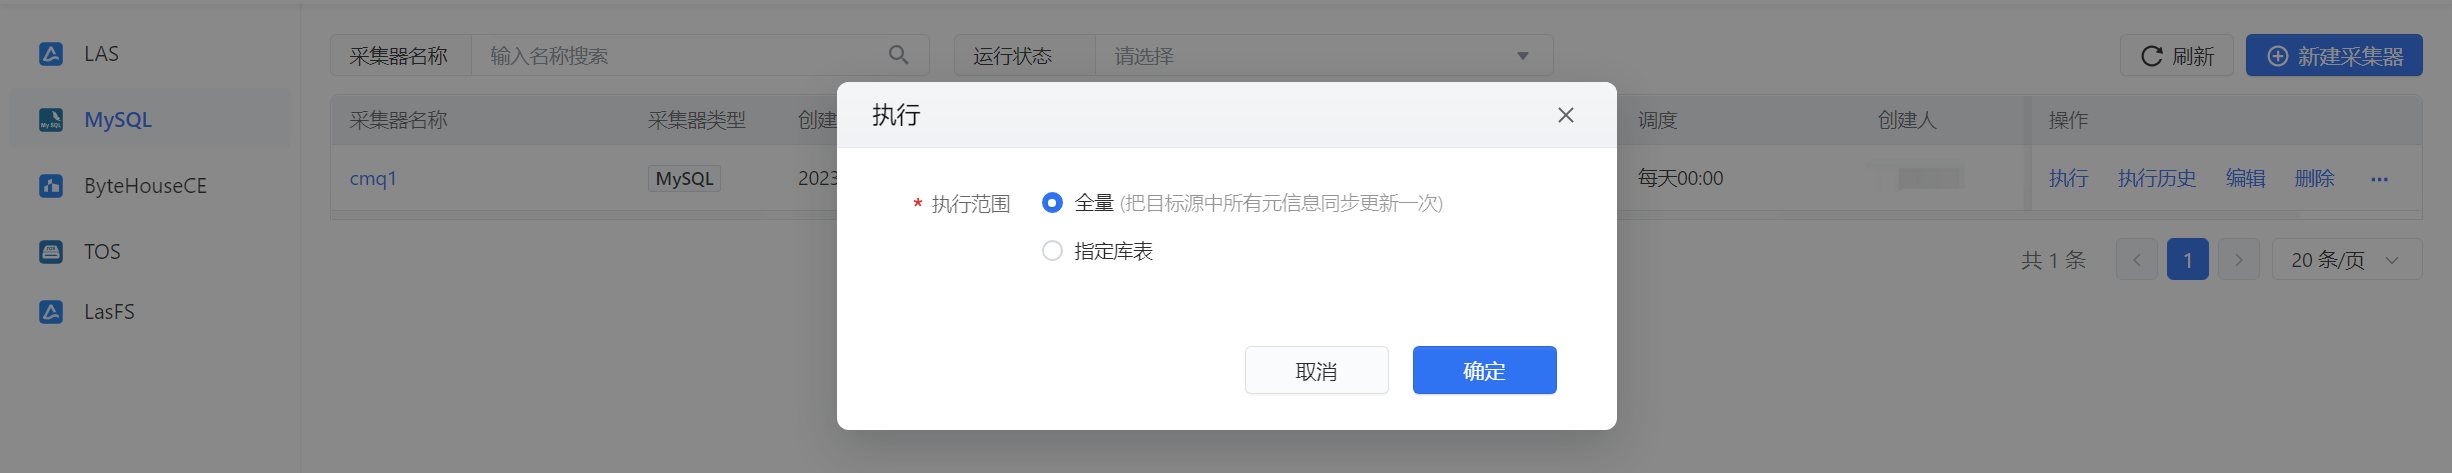 LAS
MySQL
ByteHouseCE
TOS
LasFS
采集器名称 输入名称搜索 运行状态 请选择 刷新 新建采集器
采集器名称 采集器类型 创建 调度 创建人 操作
cmq1 MySQL 2023 每天00:00 执行 执行历史 编辑 删除 ···
共 1 条 < 1 > 20 条/页
执行
* 执行范围 全量 (把目标源中所有元信息同步更新一次)
指定库表
取消 确定